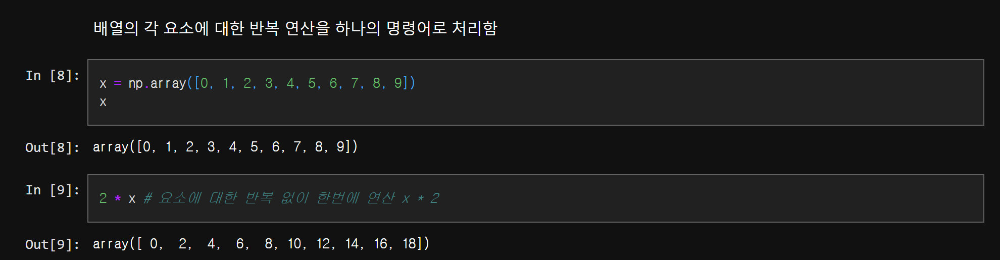 배열의 각 요소에 대한 반복 연산을 하나의 명령어로 처리함
In [8]: x = np.array([0, 1, 2, 3, 4, 5, 6, 7, 8, 9])
x
Out[8]: array([0, 1, 2, 3, 4, 5, 6, 7, 8, 9])
In [9]: 2 * x # 요소에 대한 반복 없이 한번에 연산 x * 2
Out[9]: array([ 0,  2,  4,  6,  8, 10, 12, 14, 16, 18])